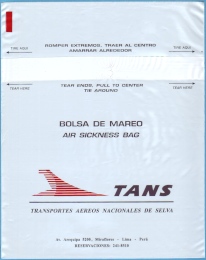 ROMPER EXTREMOS, TRAER AL CENTRO
AMARRAR ALREDEDOR
TIRE AQUI
TIRE AQUI
TEAR ENDS, PULL TO CENTER
TIE AROUND
TEAR HERE
TEAR HERE
BOLSA DE MAREO
AIR SICKNESS BAG
TANS
TRANSPORTES AEREOS NACIONALES DE SELVA
Av. Arequipa 5200, Miraflores - Lima - Perú
RESERVACIONES